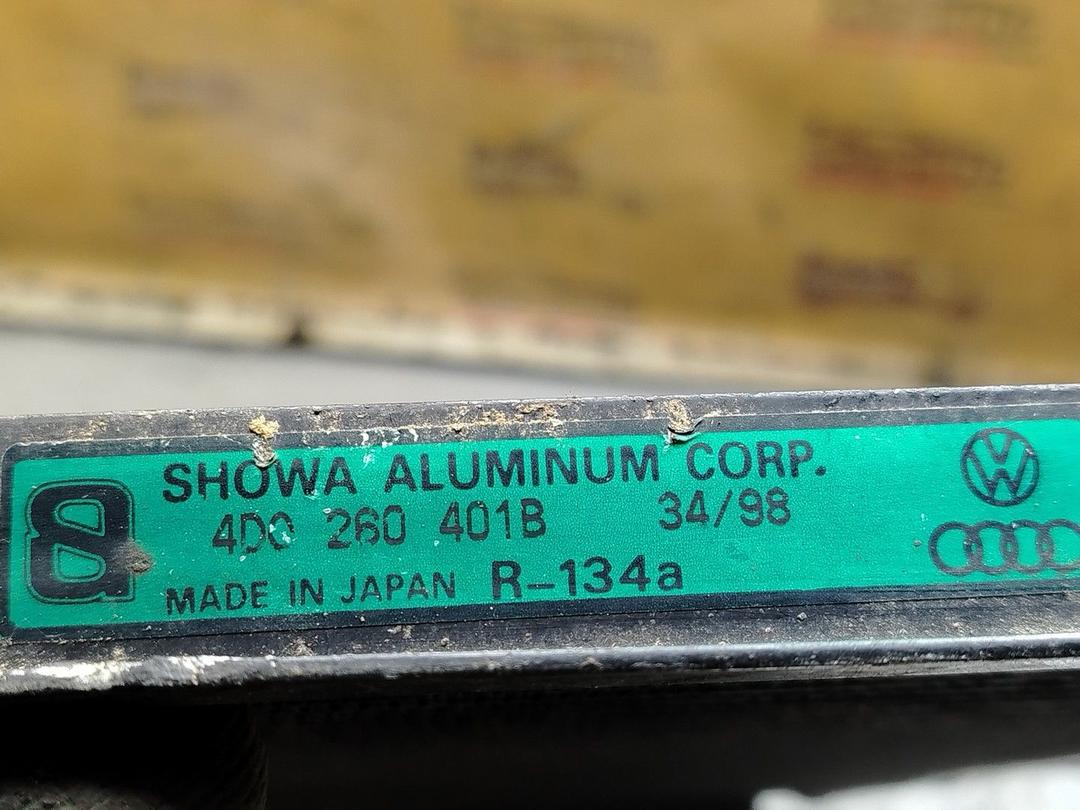 SHOWA ALUMINUM CORP.
4D0 260 401B 34/98
MADE IN JAPAN R-134a